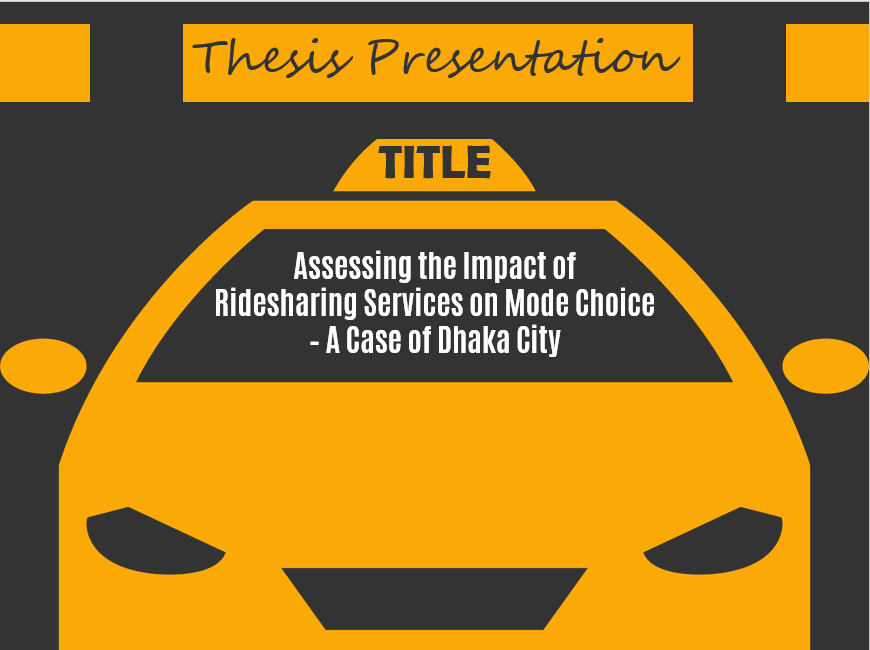 Thesis Presentation
TITLE
Assessing the Impact of
Ridesharing Services on Mode Choice
- A Case of Dhaka City